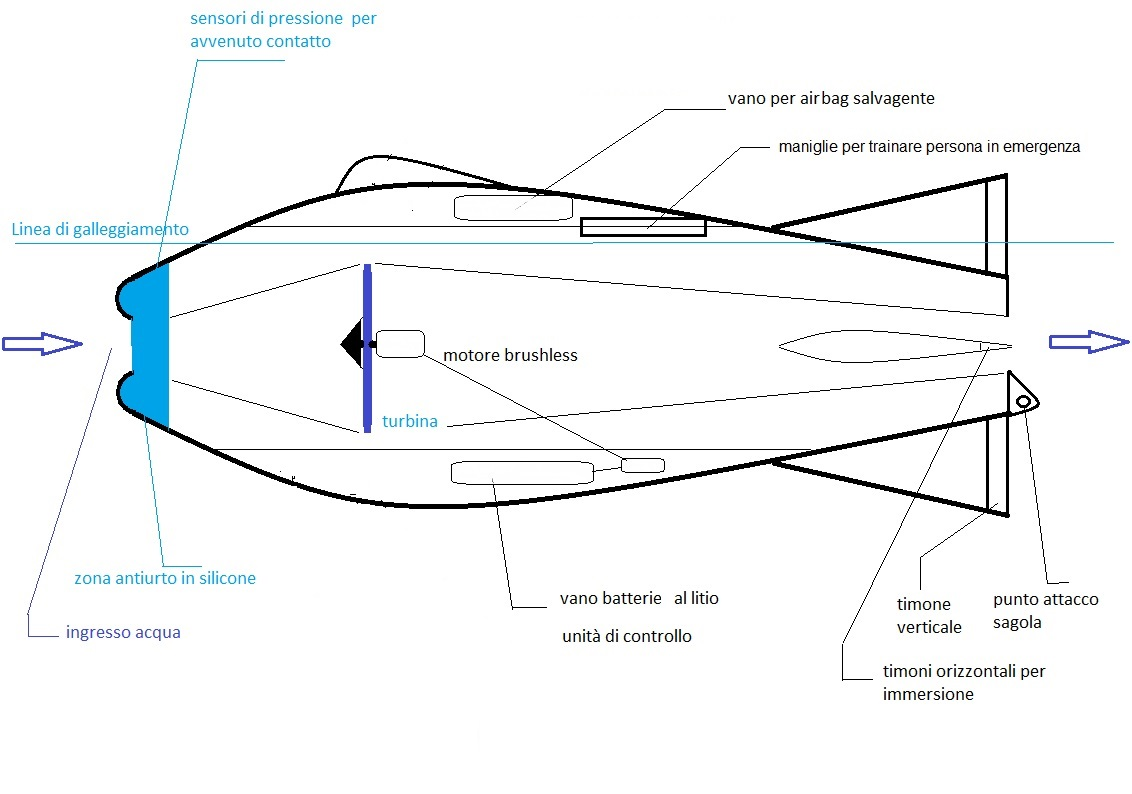 sensori di pressione per
avvenuto contatto
vano per airbag salvagente
maniglie per trainare persona in emergenza
Linea di galleggiamento
motore brushless
turbina
zona antiurto in silicone
ingresso acqua
vano batterie al litio
unità di controllo
timone
verticale
punto attacco
sagola
timoni orizzontali per
immersione